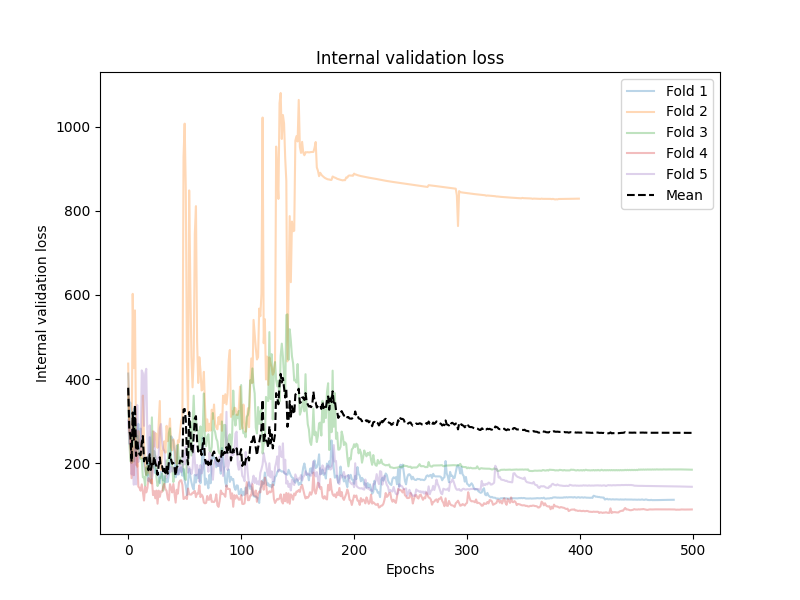 Internal validation loss
Fold 1
Fold 2
Fold 3
Fold 4
Fold 5
Mean
1000
800
600
400
200
Internal validation loss
0 100 200 300 400 500
Epochs